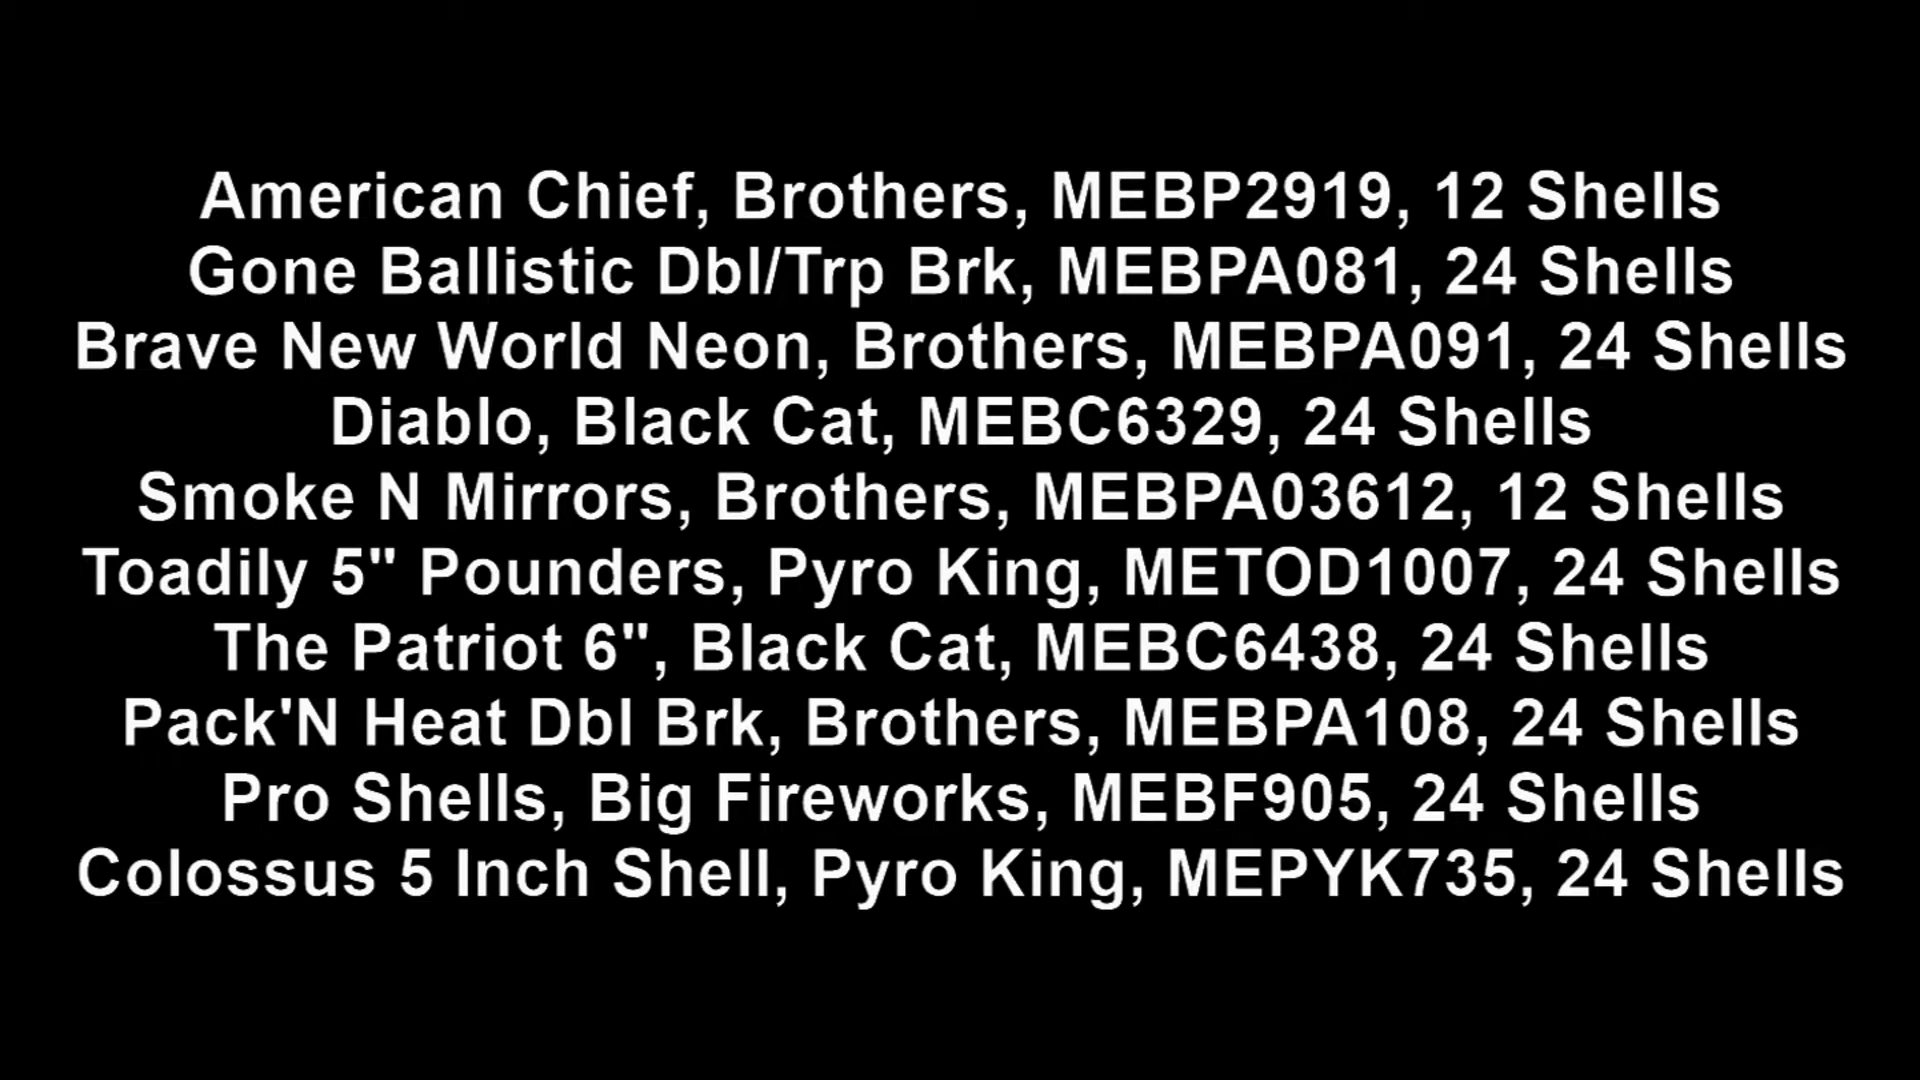 American Chief, Brothers, MEBP2919, 12 Shells
Gone Ballistic Dbl/Trp Brk, MEBPA081, 24 Shells
Brave New World Neon, Brothers, MEBPA091, 24 Shells
Diablo, Black Cat, MEBC6329, 24 Shells
Smoke N Mirrors, Brothers, MEBPA03612, 12 Shells
Toadily 5" Pounders, Pyro King, METOD1007, 24 Shells
The Patriot 6", Black Cat, MEBC6438, 24 Shells
Pack'N Heat Dbl Brk, Brothers, MEBPA108, 24 Shells
Pro Shells, Big Fireworks, MEBF905, 24 Shells
Colossus 5 Inch Shell, Pyro King, MEPYK735, 24 Shells